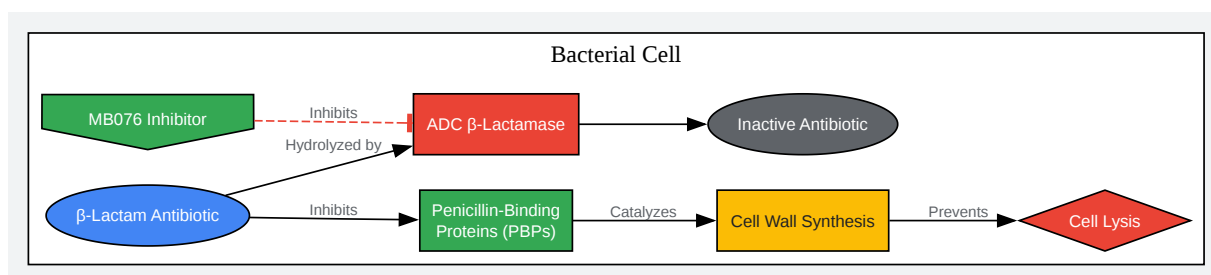 Bacterial Cell
MB076 Inhibitor
Inhibits
ADC β-Lactamase
Inactive Antibiotic
Hydrolyzed by
β-Lactam Antibiotic
Inhibits
Penicillin-Binding
Proteins (PBPs)
Catalyzes
Cell Wall Synthesis
Prevents
Cell Lysis